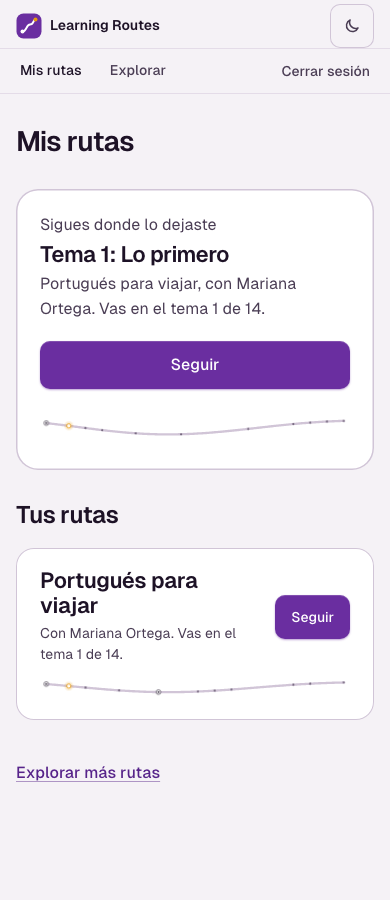 Learning Routes
Mis rutas
Explorar
Cerrar sesión
Mis rutas
Sigues donde lo dejaste
Tema 1: Lo primero
Portugués para viajar, con Mariana
Ortega. Vas en el tema 1 de 14.
Seguir
Tus rutas
Portugués para
viajar
Con Mariana Ortega. Vas en el
tema 1 de 14.
Seguir
Explorar más rutas